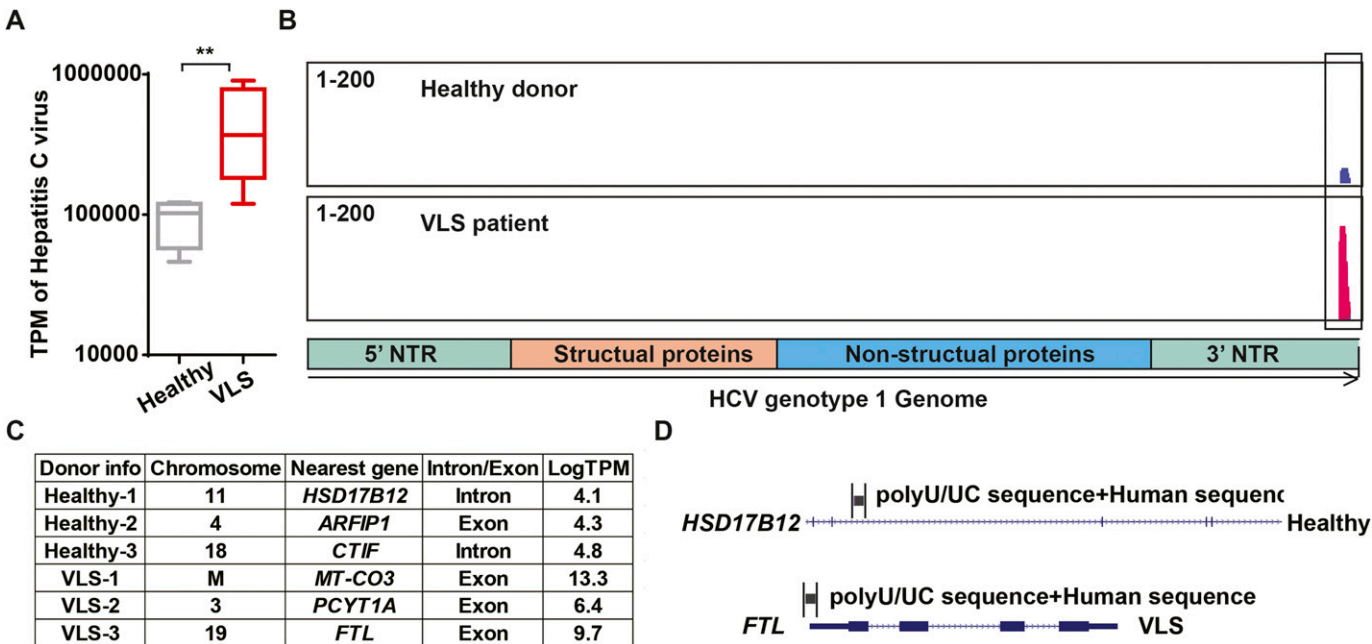 A
**
TPM of Hepatitis C virus
1000000
100000
10000
Healthy
VLS
B
1-200
Healthy donor
1-200
VLS patient
5’ NTR
Structual proteins
Non-structual proteins
3’ NTR
HCV genotype 1 Genome
C
Donor info Chromosome Nearest gene Intron/Exon LogTPM
Healthy-1 11 HSD17B12 Intron 4.1
Healthy-2 4 ARFIP1 Exon 4.3
Healthy-3 18 CTIF Intron 4.8
VLS-1 M MT-CO3 Exon 13.3
VLS-2 3 PCYT1A Exon 6.4
VLS-3 19 FTL Exon 9.7
D
polyU/UC sequence+Human sequenc
HSD17B12 Healthy
polyU/UC sequence+Human sequence
FTL VLS